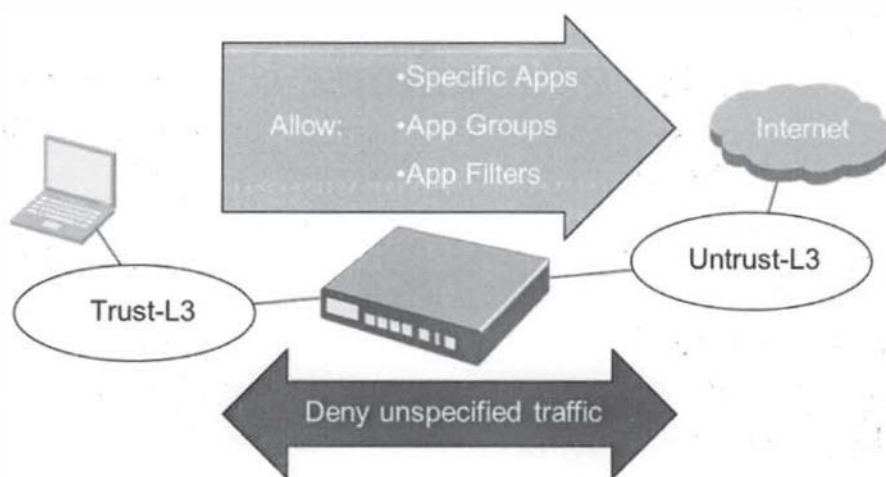 •Specific Apps
Allow: •App Groups
•App Filters
Internet
Trust-L3
Untrust-L3
Deny unspecified traffic